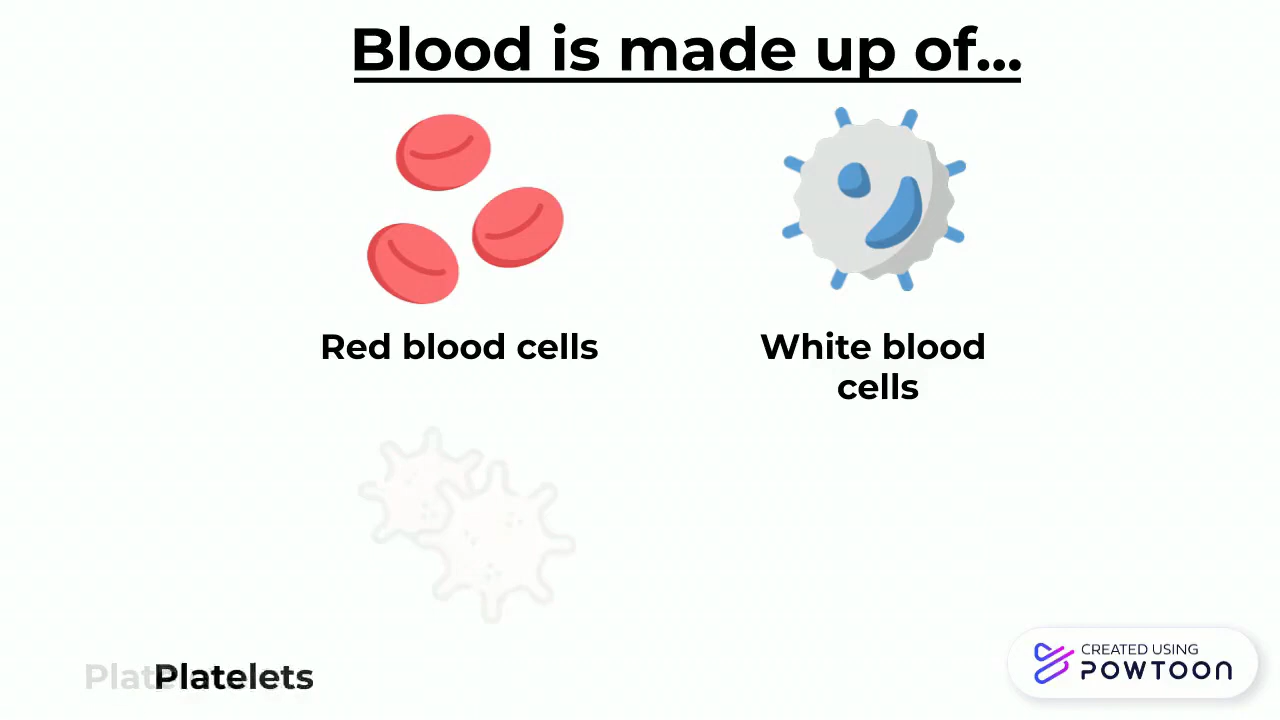 Blood is made up of...
Red blood cells
White blood
cells
Platelets
CREATED USING
POWTOON